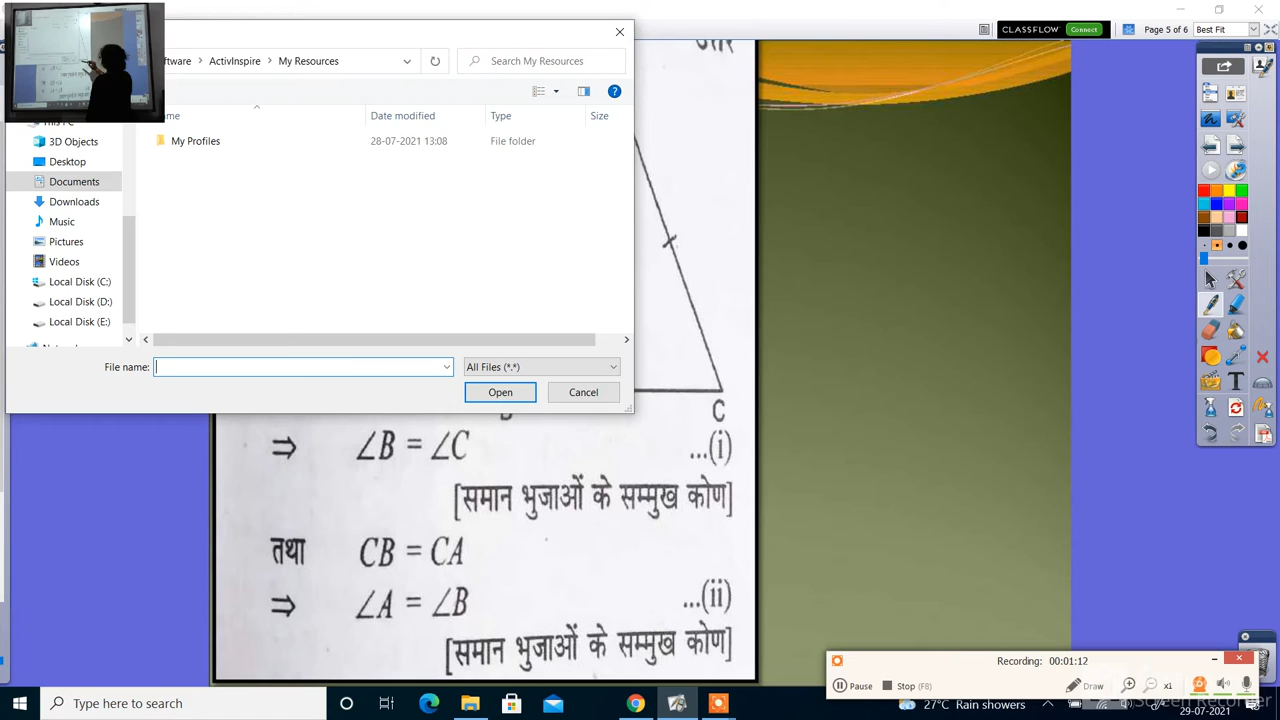 CLASSFLOW
Connect
Page 5 of 6
Best Fit
ActivInspire
My Resources
Search My Resources
Date modified
Type
Size
My Profiles
28-07-2021 13:08
File folder
3D Objects
Desktop
Documents
Downloads
Music
Pictures
Videos
Local Disk (C:)
Local Disk (D:)
Local Disk (E:)
File name:
All Files (*.*)
Open
Cancel
C
⇒ ∠B = ∠C ...(i)
[समान भुजाओं के सम्मुख कोण]
तथा CB = CA
⇒ ∠A = ∠B ...(ii)
[समान भुजाओं के सम्मुख कोण]
Recording: 00:01:12
Pause
Stop (F8)
x1
Draw
Type here to search
27°C Rain showers
29-07-2021